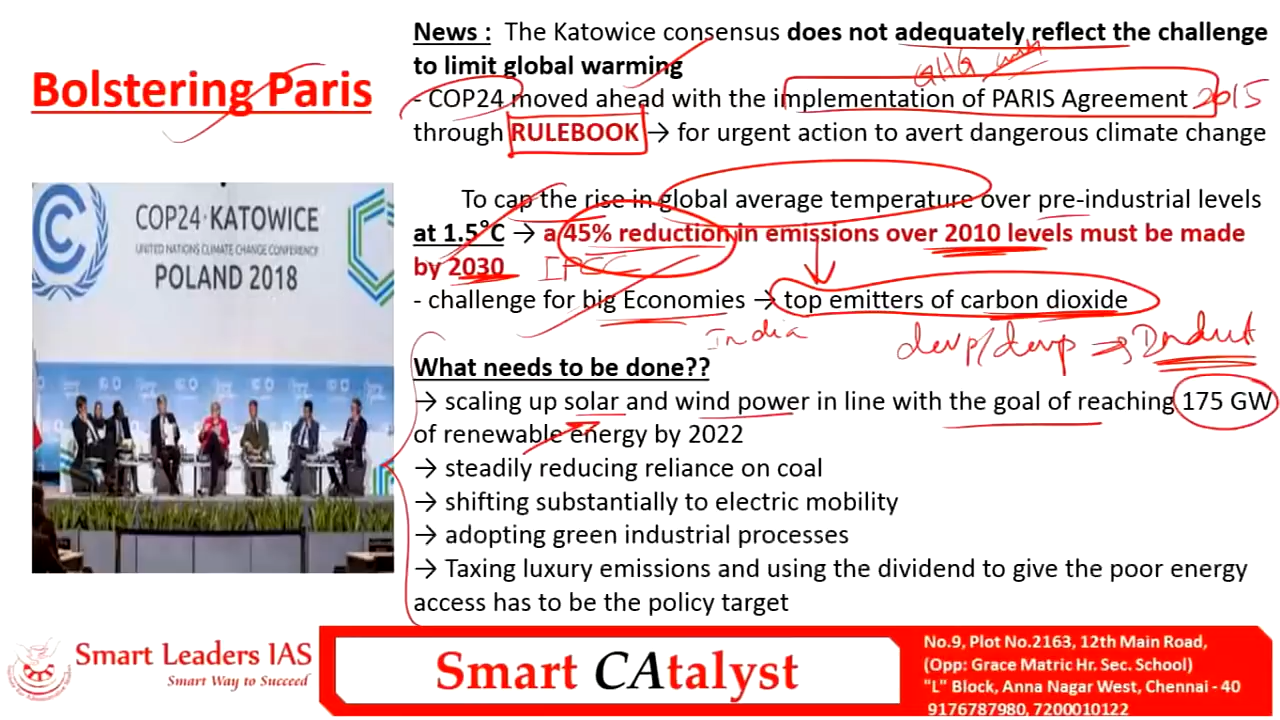 Bolstering Paris
News : The Katowice consensus does not adequately reflect the challenge
to limit global warming
- COP24 moved ahead with the implementation of PARIS Agreement 2015
through RULEBOOK → for urgent action to avert dangerous climate change
To cap the rise in global average temperature over pre-industrial levels
at 1.5°C → a 45% reduction in emissions over 2010 levels must be made
by 2030 IPCC
- challenge for big Economies → top emitters of carbon dioxide
India devp/devp →
What needs to be done??
→ scaling up solar and wind power in line with the goal of reaching 175 GW
of renewable energy by 2022
→ steadily reducing reliance on coal
→ shifting substantially to electric mobility
→ adopting green industrial processes
→ Taxing luxury emissions and using the dividend to give the poor energy
access has to be the policy target
COP24·KATOWICE
UNITED NATIONS CLIMATE CHANGE CONFERENCE
POLAND 2018
Smart Leaders IAS
Smart Way to Succeed
Smart CAtalyst
No.9, Plot No.2163, 12th Main Road,
(Opp: Grace Matric Hr. Sec. School)
"L" Block, Anna Nagar West, Chennai - 40
9176787980, 7200010122